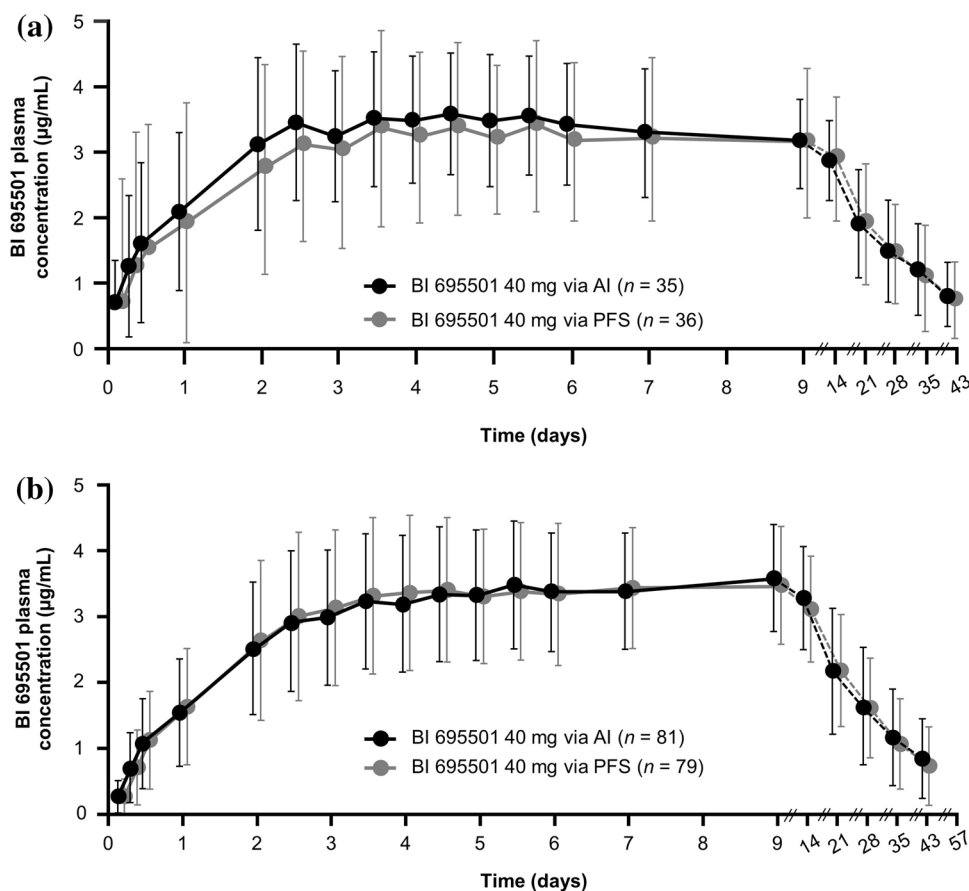 (a)
BI 695501 plasma
concentration (µg/mL)
5
4
3
2
1
0
BI 695501 40 mg via AI (n = 35)
BI 695501 40 mg via PFS (n = 36)
0 1 2 3 4 5 6 7 8 9 14 21 28 35 43
Time (days)
(b)
BI 695501 plasma
concentration (µg/mL)
5
4
3
2
1
0
BI 695501 40 mg via AI (n = 81)
BI 695501 40 mg via PFS (n = 79)
0 1 2 3 4 5 6 7 8 9 14 21 28 35 43 57
Time (days)